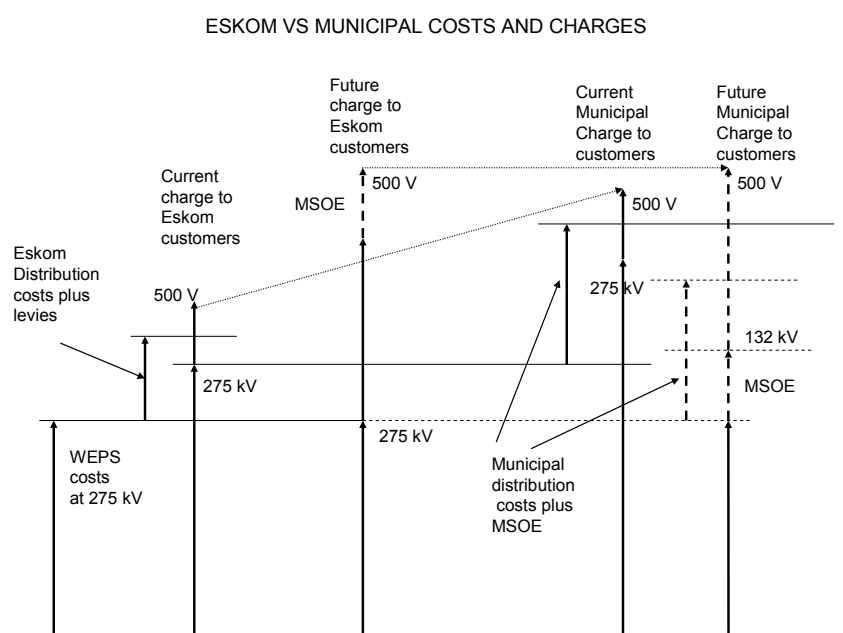 ESKOM VS MUNICIPAL COSTS AND CHARGES
Future
charge to
Eskom
customers
Current
Municipal
Charge to
customers
Future
Municipal
Charge to
customers
Current
charge to
Eskom
customers
500 V
MSOE
500 V
500 V
Eskom
Distribution
costs plus
levies
500 V
275 kV
132 kV
275 kV
MSOE
275 kV
WEPS
costs
at 275 kV
Municipal
distribution
costs plus
MSOE